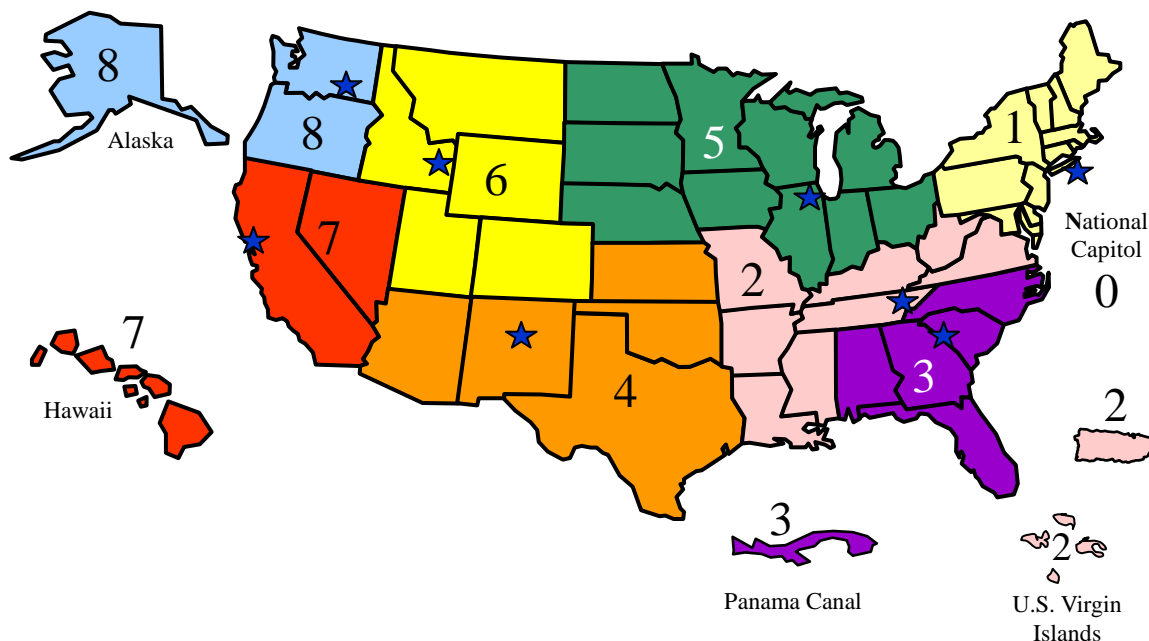 8
Alaska
8
6
5
1
National
Capitol
0
7
2
7
Hawaii
4
3
2
3
Panama Canal
2
U.S. Virgin
Islands